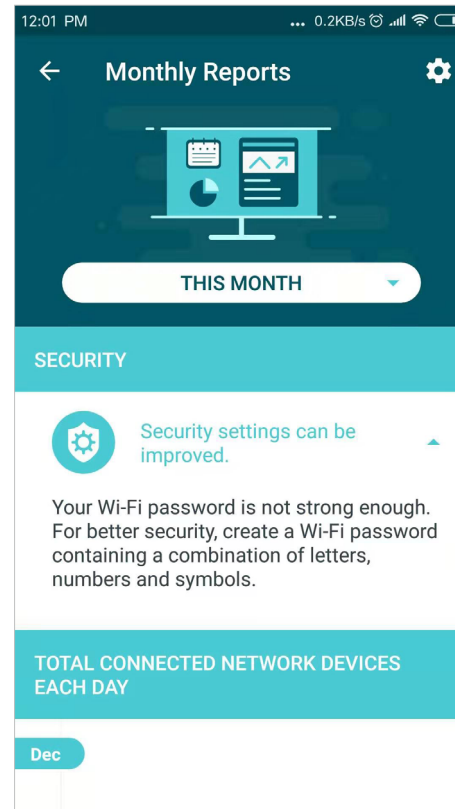 12:01 PM ... 0.2KB/s
Monthly Reports
THIS MONTH
SECURITY
Security settings can be
improved.
Your Wi-Fi password is not strong enough.
For better security, create a Wi-Fi password
containing a combination of letters,
numbers and symbols.
TOTAL CONNECTED NETWORK DEVICES
EACH DAY
Dec